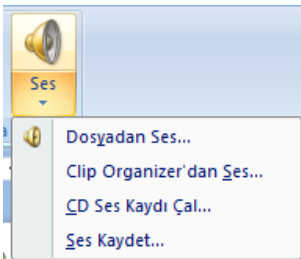 Ses
Dosyadan Ses...
Clip Organizer'dan Ses...
CD Ses Kaydı Çal...
Ses Kaydet...